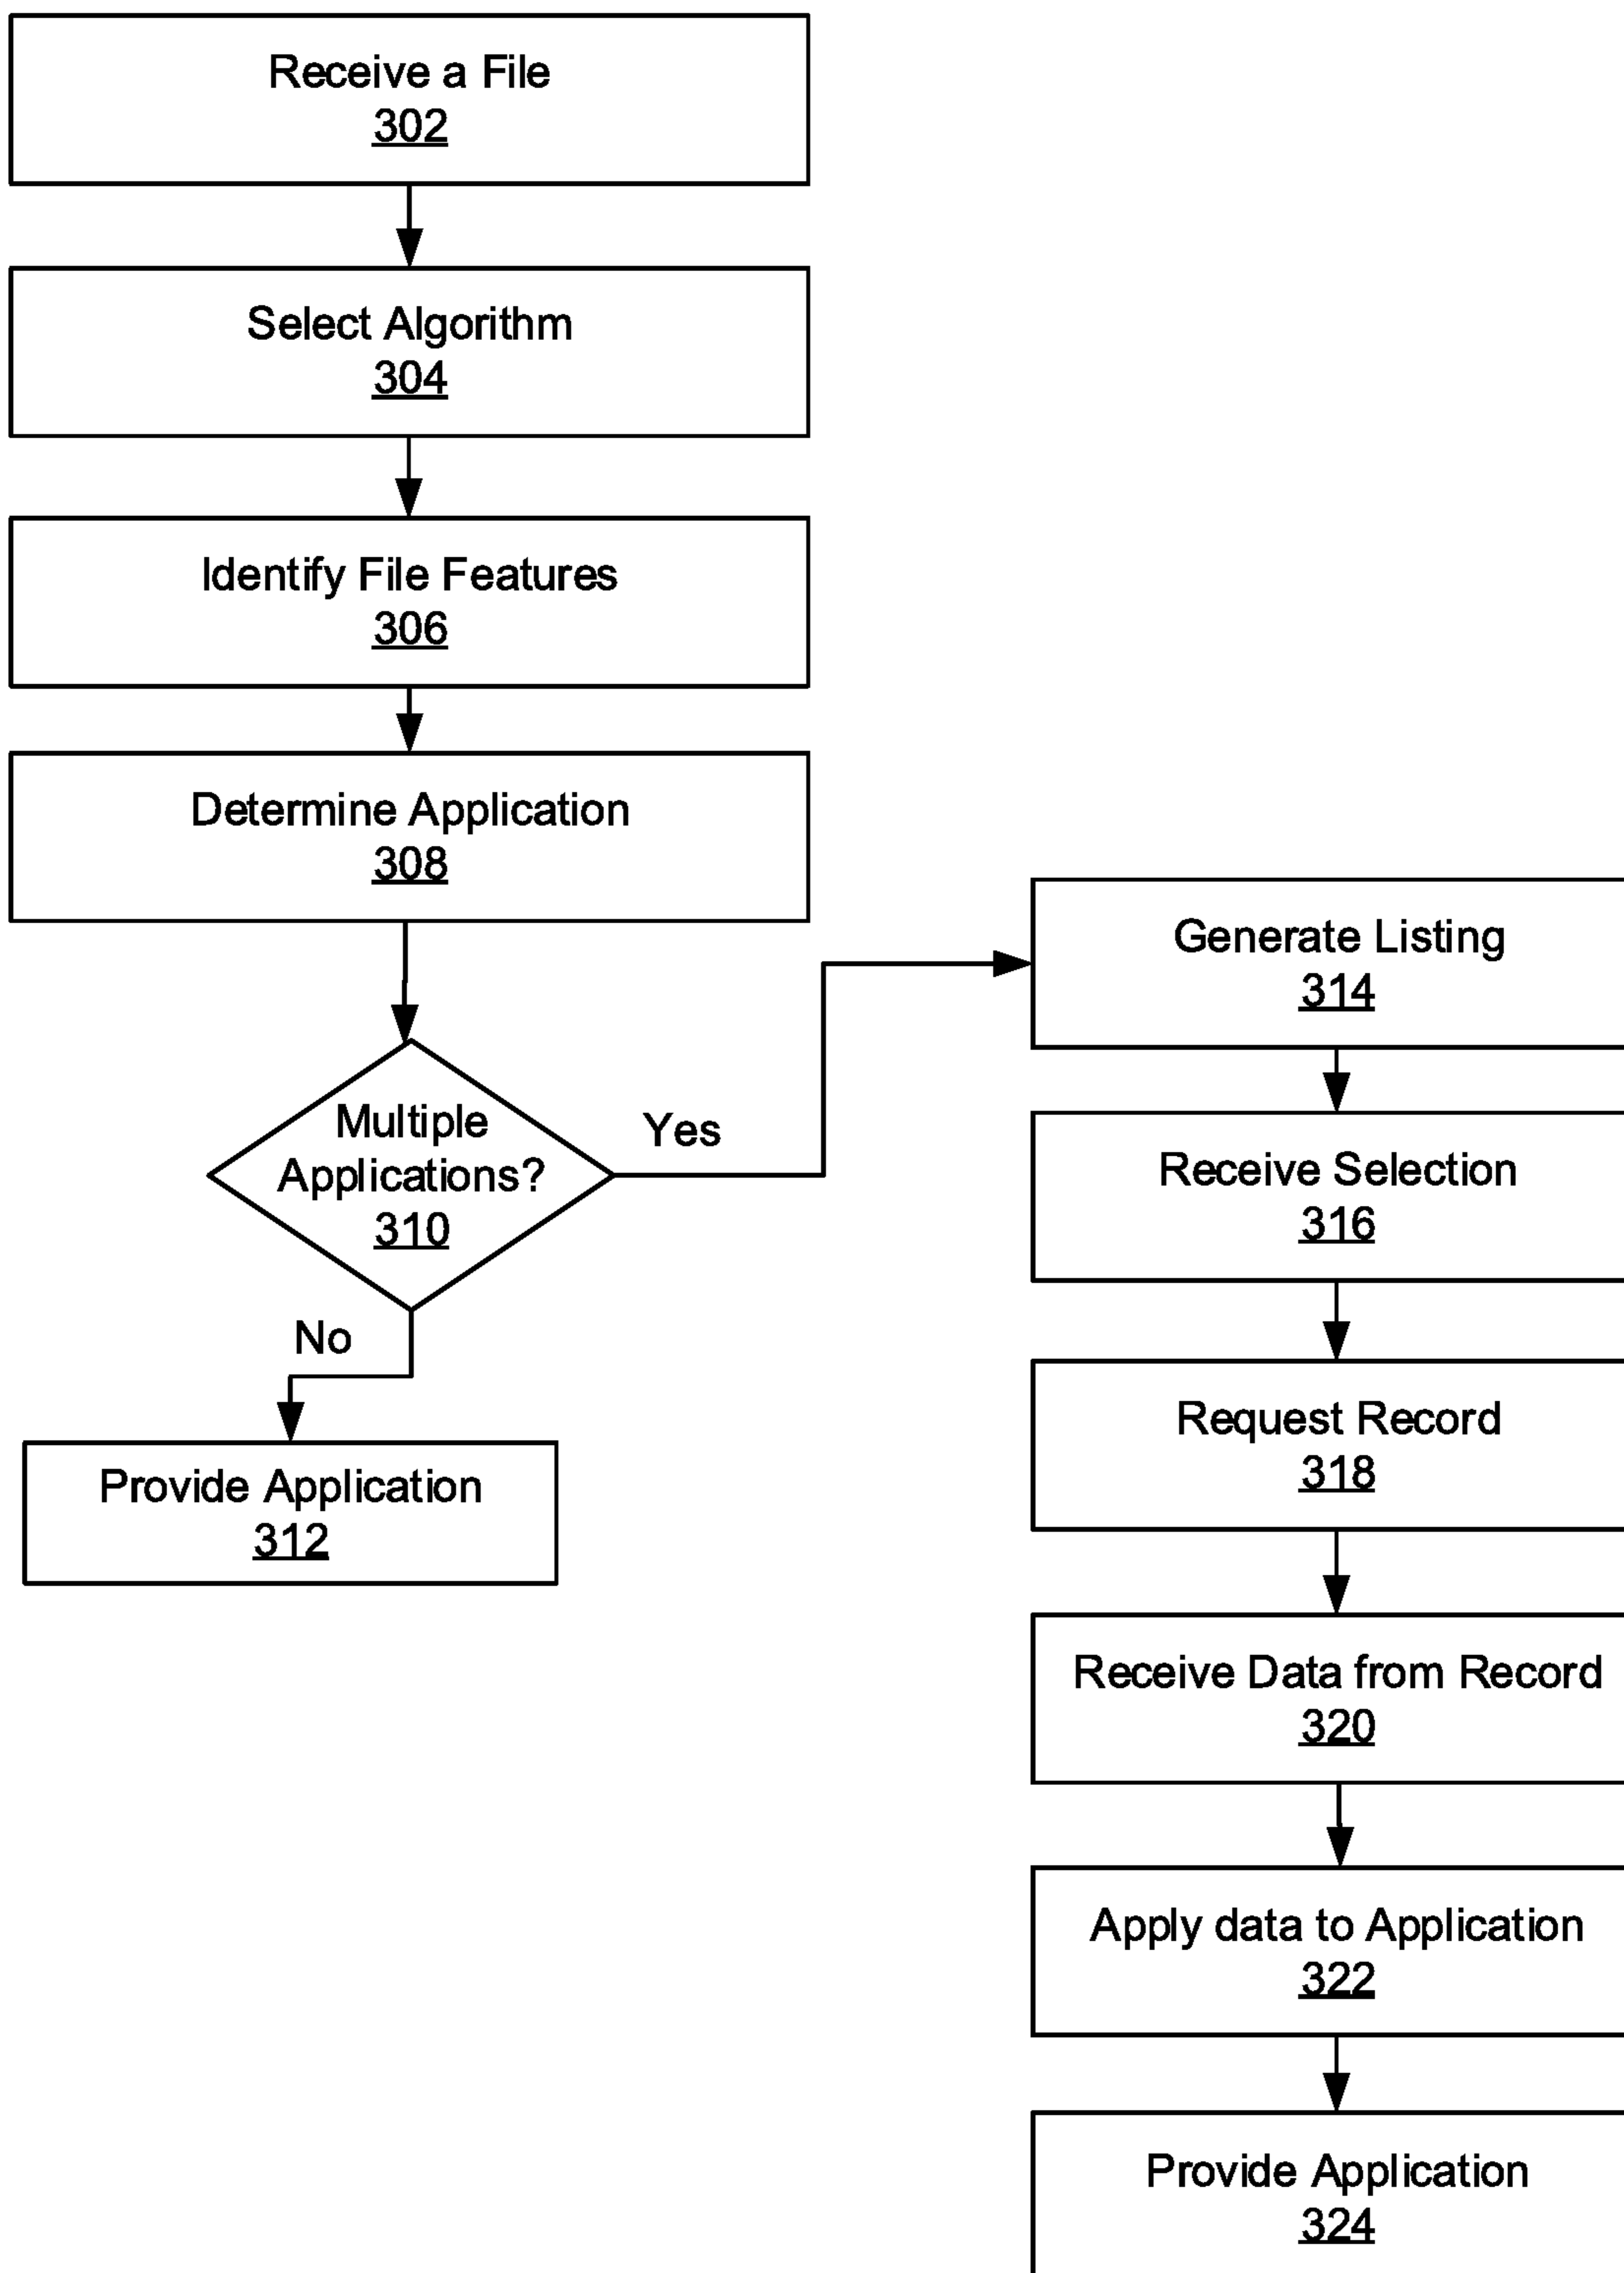 Receive a File
302
Select Algorithm
304
Identify File Features
306
Determine Application
308
Multiple
Applications?
310
Yes
No
Provide Application
312
Generate Listing
314
Receive Selection
316
Request Record
318
Receive Data from Record
320
Apply data to Application
322
Provide Application
324